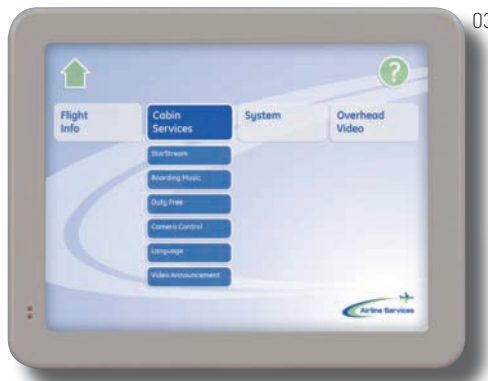 03
?
Flight
Info
Cabin
Services
System
Overhead
Video
StarStream
Boarding Music
Duty Free
Camera Control
Language
Video Announcement
Airline Services